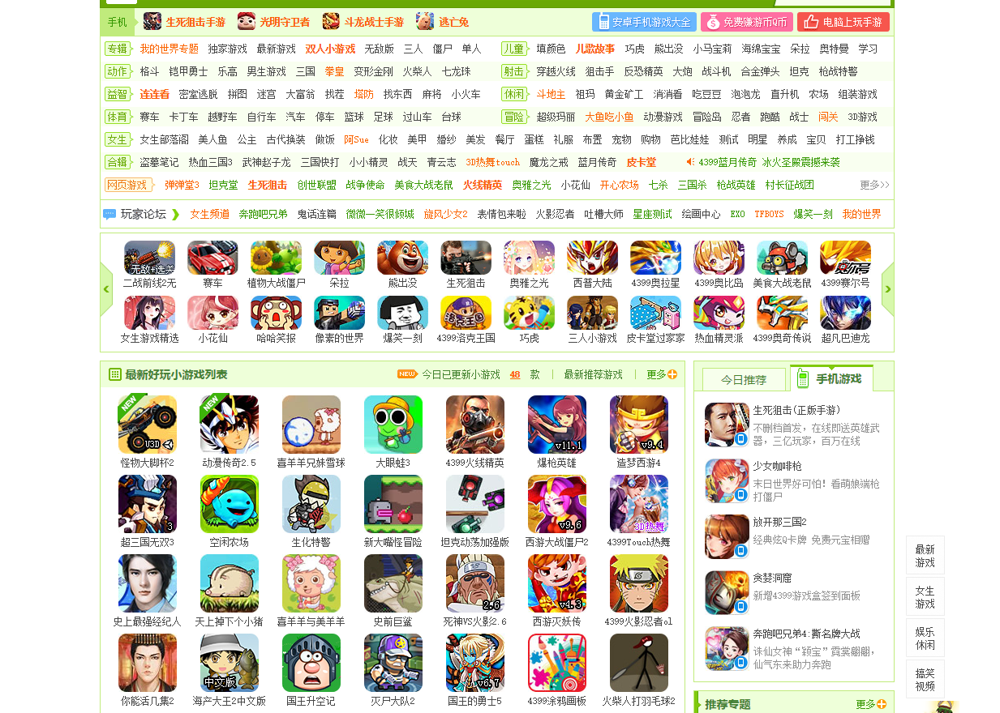 手机 生死狙击手游 光明守卫者 斗龙战士手游 逃亡兔 安卓手机游戏大全 免费赚游币Q币 电脑上玩手游
专辑 我的世界专题 独家游戏 最新游戏 双人小游戏 无敌版 三人 僵尸 单人 儿童 填颜色 儿歌故事 巧虎 熊出没 小马宝莉 海绵宝宝 朵拉 奥特曼 学习
动作 格斗 铠甲勇士 乐高 男生游戏 三国 拳皇 变形金刚 火柴人 七龙珠 射击 穿越火线 狙击手 反恐精英 大炮 战斗机 合金弹头 坦克 枪战特警
益智 连连看 密室逃脱 拼图 迷宫 大富翁 找茬 塔防 找东西 麻将 小火车 休闲 斗地主 祖玛 黄金矿工 消消看 吃豆豆 泡泡龙 直升机 农场 组装游戏
体育 赛车 卡丁车 越野车 自行车 汽车 停车 篮球 足球 过山车 台球 冒险 超级玛丽 大鱼吃小鱼 动漫游戏 冒险岛 忍者 跑酷 战士 闯关 3D游戏
女生 女生部落阁 美人鱼 公主 古代换装 做饭 阿Sue 化妆 美甲 婚纱 美发 餐厅 蛋糕 礼服 布置 宠物 购物 芭比娃娃 测试 明星 养成 宝贝 打工挣钱
合辑 盗墓笔记 热血三国3 武神赵子龙 三国快打 小小精灵 战天 青云志 3D热舞touch 魔龙之戒 蓝月传奇 皮卡堂 4399蓝月传奇 冰火圣殿震撼来袭
网页游戏 弹弹堂3 坦克堂 生死狙击 创世联盟 战争使命 美食大战老鼠 火线精英 奥雅之光 小花仙 开心农场 七杀 三国杀 枪战英雄 村长征战团 更多>>
玩家论坛 女生频道 奔跑吧兄弟 鬼话连篇 微微一笑很倾城 旋风少女2 表情包来啦 火影忍者 吐槽大师 星座测试 绘画中心 EXO TFBOYS 爆笑一刻 我的世界
无敌+选关
二战前线2无 赛车 植物大战僵尸 朵拉 熊出没 生死狙击 奥雅之光 西普大陆 4399奥拉星 4399奥比岛 美食大战老鼠 4399赛尔号
女生游戏精选 小花仙 哈哈笑报 像素的世界 爆笑一刻 4399洛克王国 巧虎 三人小游戏 皮卡堂过家家 热血精灵派 4399奥奇传说 超凡巴迪龙
最新好玩小游戏列表 NEW 今日已更新小游戏 48 款 最新推荐游戏 更多
NEW U3D NEW v11.1 v9.4
怪物大脚杯2 动漫传奇2.5 喜羊羊兄妹雪球 大眼蛙3 4399火线精英 爆枪英雄 造梦西游4
3 v9.6 3D热舞
超三国无双3 空闲农场 生化特警 新大嘴怪冒险 坦克动荡加强版 西游大战僵尸2 4399Touch热舞
2.6 v4.3
史上最强经纪人 天上掉下个小猪 喜羊羊与美羊羊 史前巨鲨 死神VS火影2.6 西游灭妖传 4399火影忍者ol
中文版 v6.7
你能活几集2 海产大王2中文版 国王升空记 灭尸大队2 国王的勇士5 4399涂鸦画板 火柴人打羽毛球2
今日推荐 手机游戏
生死狙击(正版手游)
不删档首发，在线即送英雄武
器，三亿玩家，百万在线
少女咖啡枪
末日世界好可怕！看萌娘端枪
打僵尸
放开那三国2
经典炫Q卡牌 免费元宝相赠
贪婪洞窟
新增4399游戏盒签到面板
奔跑吧兄弟4:撕名牌大战
诛仙女神“颖宝”霓裳翩翩，
仙气东来助力奔跑
推荐专题 更多
最新
游戏
女生
游戏
娱乐
休闲
搞笑
视频